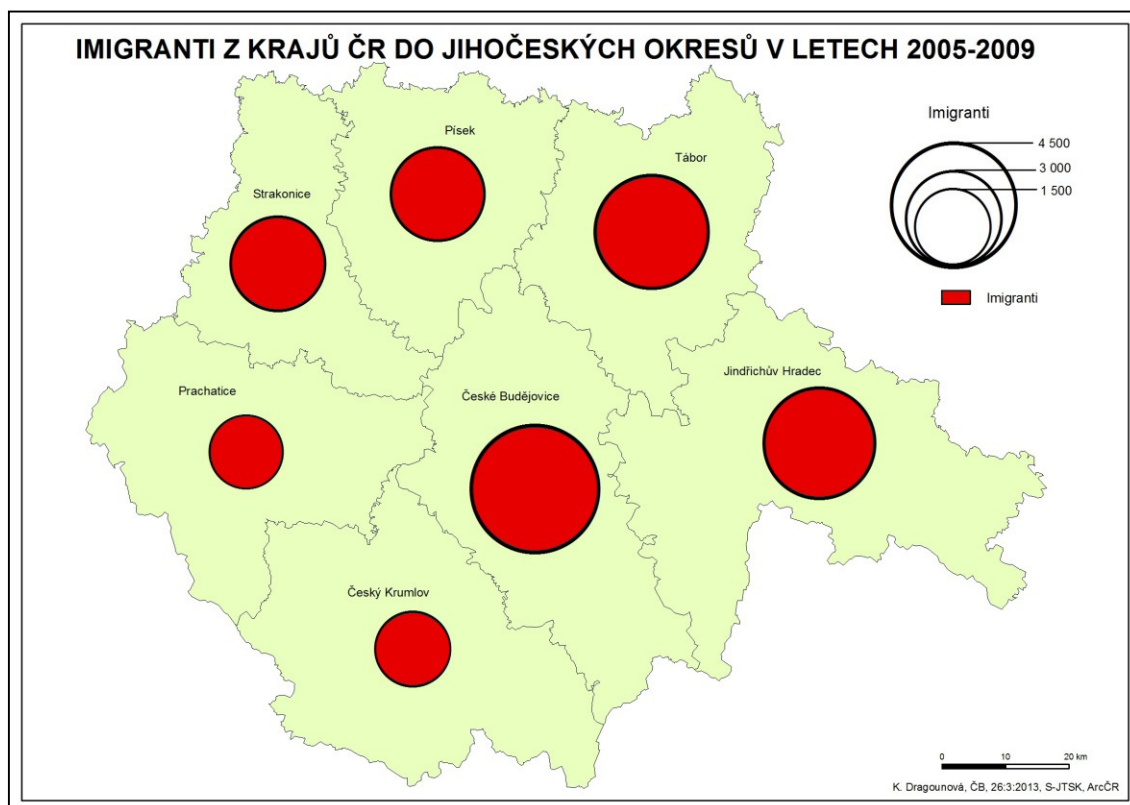 IMIGRANTI Z KRAJŮ ČR DO JIHOČESKÝCH OKRESŮ V LETECH 2005-2009
Imigranti
4 500
3 000
1 500
Imigranti
Písek
Tábor
Strakonice
Jindřichův Hradec
Prachatice
České Budějovice
Český Krumlov
0 10 20 km
K. Dragounová, ČB, 26:3:2013, S-JTSK, ArcČR